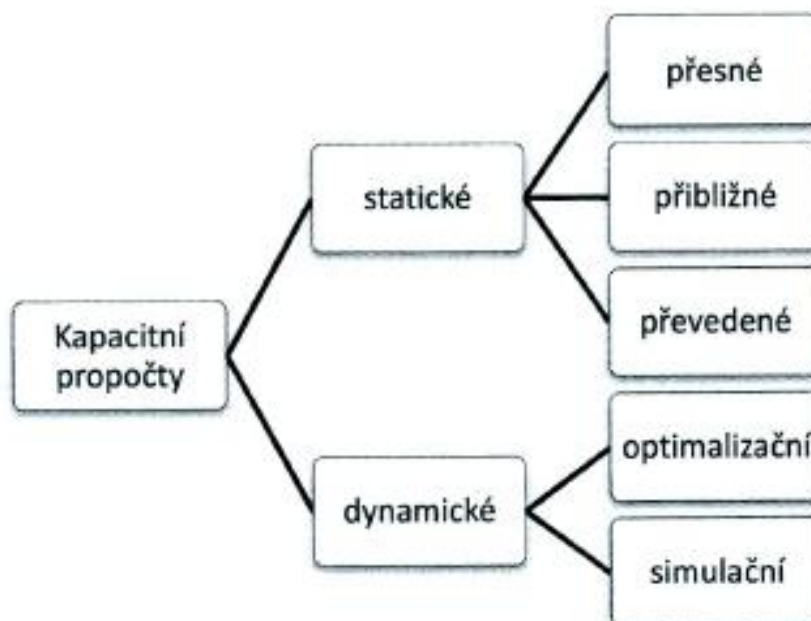 Kapacitní
propočty
statické
přesné
přibližné
převedené
dynamické
optimalizační
simulační